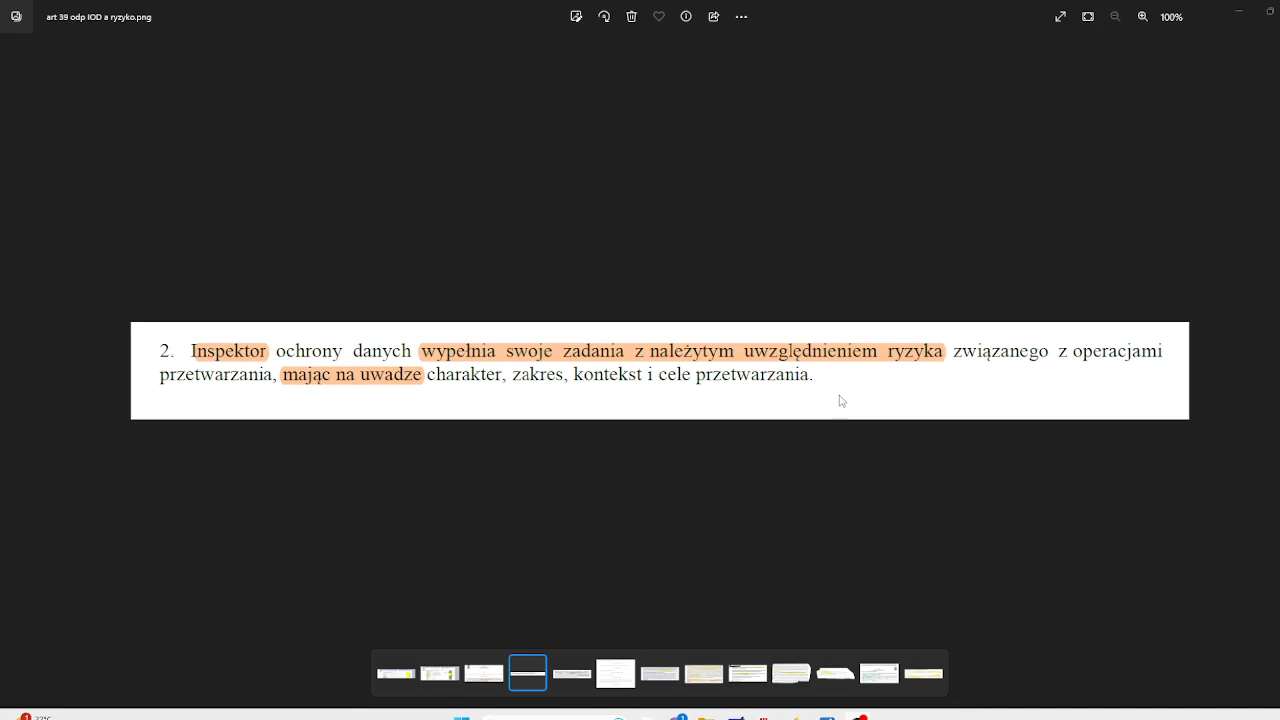 art 39 odp IOD a ryzyko.png
100%
2. Inspektor ochrony danych wypełnia swoje zadania z należytym uwzględnieniem ryzyka związanego z operacjami
przetwarzania, mając na uwadze charakter, zakres, kontekst i cele przetwarzania.